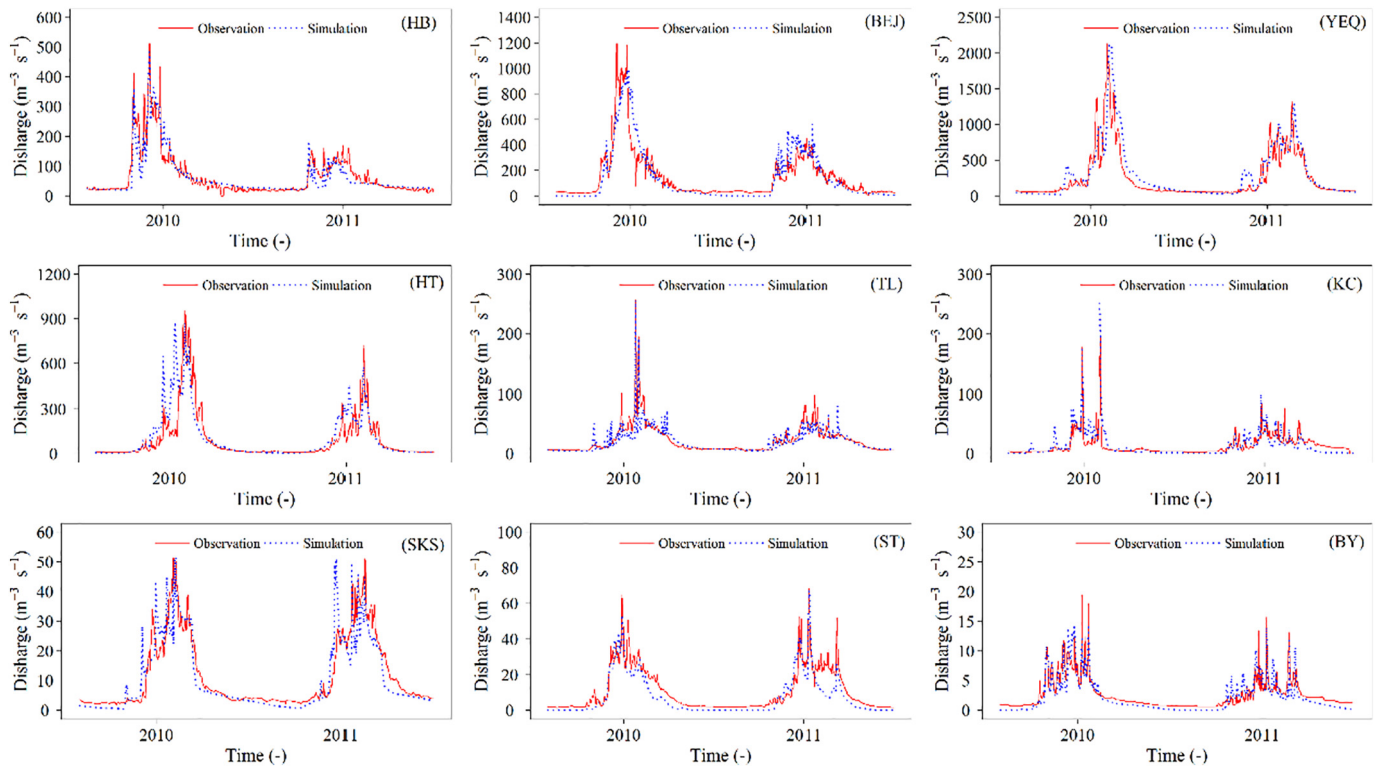 Disharge (m⁻³ s⁻¹)
600
500
400
300
200
100
0
Observation Simulation (HB)
2010 2011
Time (-)
Disharge (m⁻³ s⁻¹)
1400
1200
1000
800
600
400
200
0
Observation Simulation (BEJ)
2010 2011
Time (-)
Disharge (m⁻³ s⁻¹)
2500
2000
1500
1000
500
0
Observation Simulation (YEQ)
2010 2011
Time (-)
Disharge (m⁻³ s⁻¹)
1200
900
600
300
0
Observation Simulation (HT)
2010 2011
Time (-)
Disharge (m⁻³ s⁻¹)
300
200
100
0
Observation Simulation (TL)
2010 2011
Time (-)
Disharge (m⁻³ s⁻¹)
300
200
100
0
Observation Simulation (KC)
2010 2011
Time (-)
Disharge (m⁻³ s⁻¹)
60
50
40
30
20
10
0
Observation Simulation (SKS)
2010 2011
Time (-)
Disharge (m⁻³ s⁻¹)
100
80
60
40
20
0
Observation Simulation (ST)
2010 2011
Time (-)
Disharge (m⁻³ s⁻¹)
30
25
20
15
10
5
0
Observation Simulation (BY)
2010 2011
Time (-)